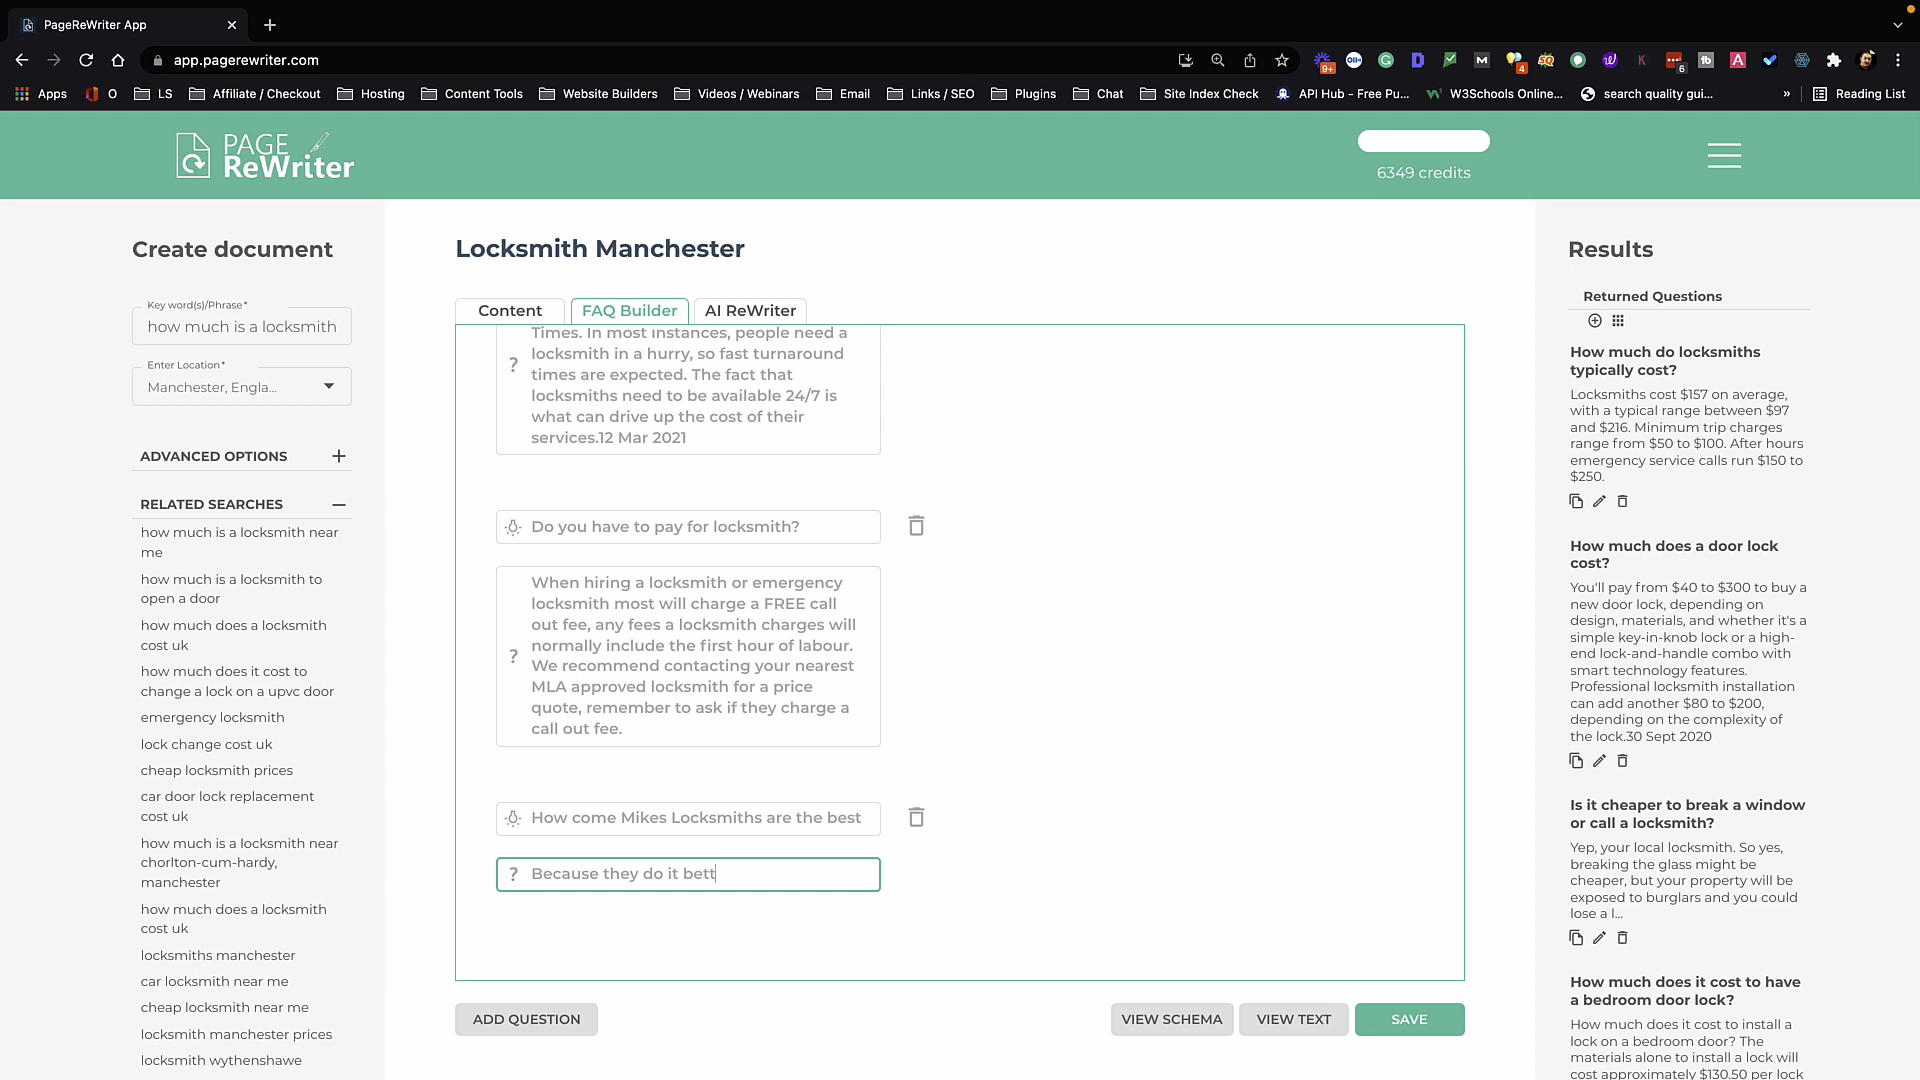 PageReWriter App
app.pagerewriter.com
9+
4
6
Apps
O
LS
Affiliate / Checkout
Hosting
Content Tools
Website Builders
Videos / Webinars
Email
Links / SEO
Plugins
Chat
Site Index Check
API Hub - Free Pu...
W3Schools Online...
search quality gui...
»
Reading List
PAGE
ReWriter
6349 credits
Create document
Key word(s)/Phrase*
how much is a locksmith
Enter Location*
Manchester, Engla...
ADVANCED OPTIONS
RELATED SEARCHES
how much is a locksmith near
me
how much is a locksmith to
open a door
how much does a locksmith
cost uk
how much does it cost to
change a lock on a upvc door
emergency locksmith
lock change cost uk
cheap locksmith prices
car door lock replacement
cost uk
how much is a locksmith near
chorlton-cum-hardy,
manchester
how much does a locksmith
cost uk
locksmiths manchester
car locksmith near me
cheap locksmith near me
locksmith manchester prices
locksmith wythenshawe
Locksmith Manchester
Content
FAQ Builder
AI ReWriter
Times. In most instances, people need a
locksmith in a hurry, so fast turnaround
times are expected. The fact that
locksmiths need to be available 24/7 is
what can drive up the cost of their
services.12 Mar 2021
Do you have to pay for locksmith?
When hiring a locksmith or emergency
locksmith most will charge a FREE call
out fee, any fees a locksmith charges will
normally include the first hour of labour.
We recommend contacting your nearest
MLA approved locksmith for a price
quote, remember to ask if they charge a
call out fee.
How come Mikes Locksmiths are the best
Because they do it bett
ADD QUESTION
VIEW SCHEMA
VIEW TEXT
SAVE
Results
Returned Questions
How much do locksmiths
typically cost?
Locksmiths cost $157 on average,
with a typical range between $97
and $216. Minimum trip charges
range from $50 to $100. After hours
emergency service calls run $150 to
$250.
How much does a door lock
cost?
You'll pay from $40 to $300 to buy a
new door lock, depending on
design, materials, and whether it's a
simple key-in-knob lock or a high-
end lock-and-handle combo with
smart technology features.
Professional locksmith installation
can add another $80 to $200,
depending on the complexity of
the lock.30 Sept 2020
Is it cheaper to break a window
or call a locksmith?
Yep, your local locksmith. So yes,
breaking the glass might be
cheaper, but your property will be
exposed to burglars and you could
lose a l...
How much does it cost to have
a bedroom door lock?
How much does it cost to install a
lock on a bedroom door? The
materials alone to install a lock will
cost approximately $130.50 per lock